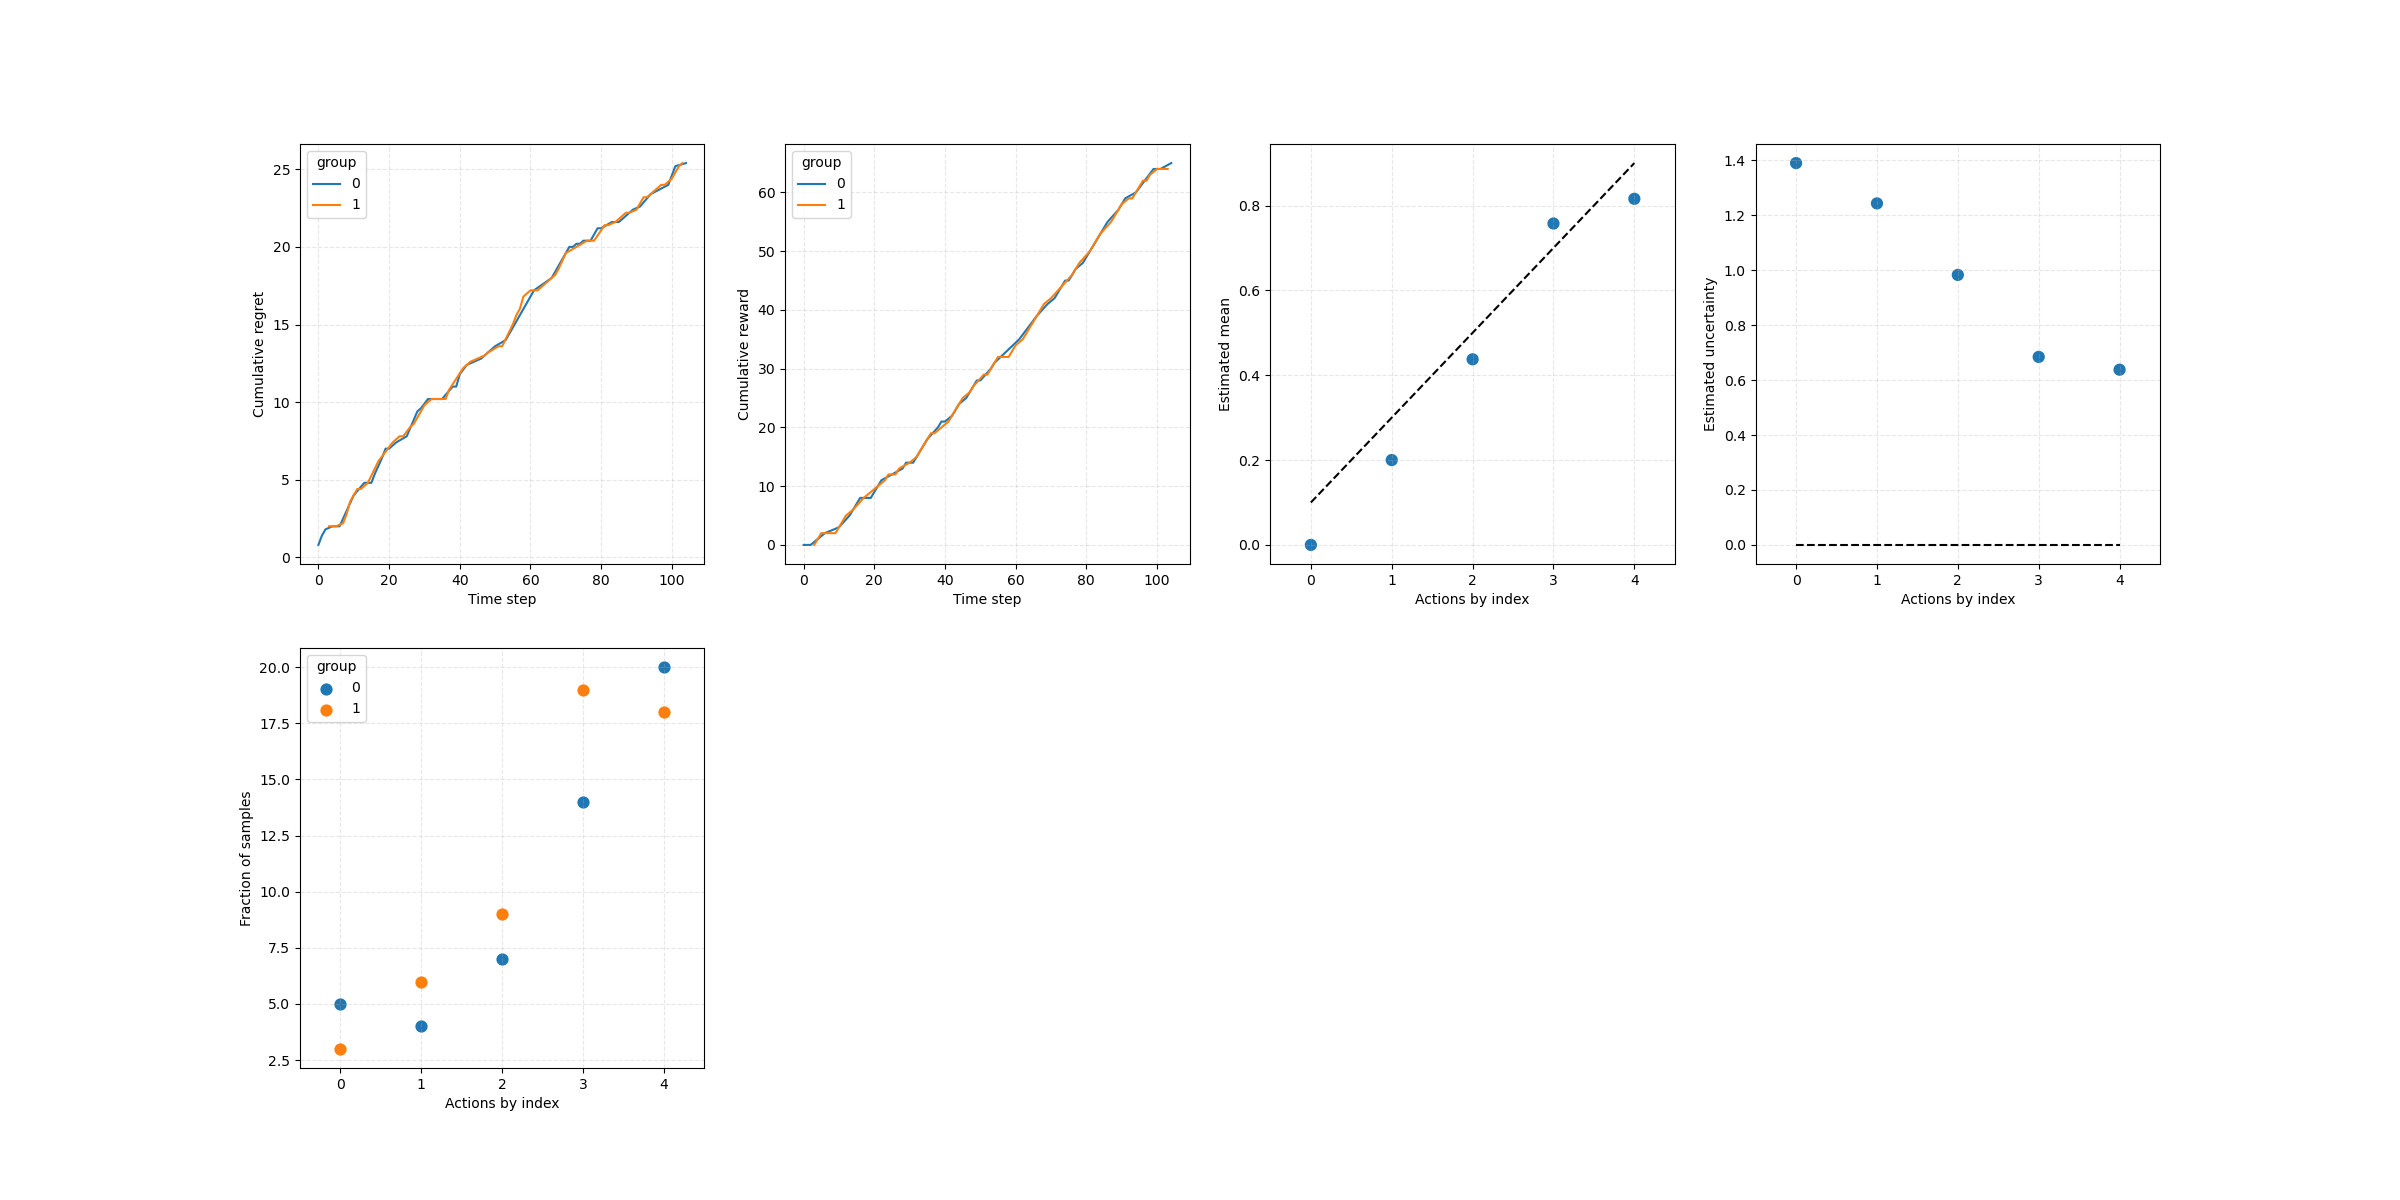 group
0
1
25
20
15
10
5
0
Cumulative regret
0 20 40 60 80 100
Time step
group
0
1
60
50
40
30
20
10
0
Cumulative reward
0 20 40 60 80 100
Time step
0.8
0.6
0.4
0.2
0.0
Estimated mean
0 1 2 3 4
Actions by index
1.4
1.2
1.0
0.8
0.6
0.4
0.2
0.0
Estimated uncertainty
0 1 2 3 4
Actions by index
group
0
1
20.0
17.5
15.0
12.5
10.0
7.5
5.0
2.5
Fraction of samples
0 1 2 3 4
Actions by index